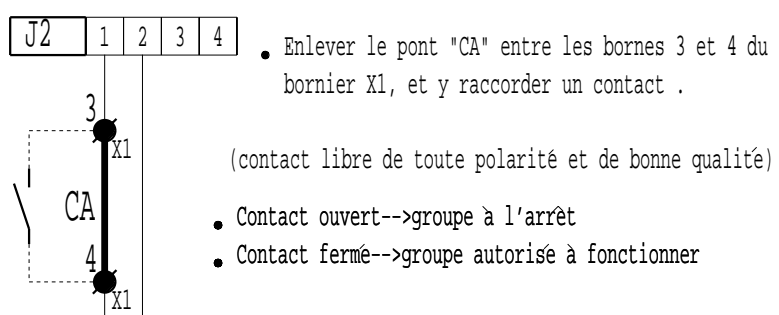 J2 1 2 3 4
• Enlever le pont "CA" entre les bornes 3 et 4 du
bornier X1, et y raccorder un contact .
3
X1
(contact libre de toute polarité et de bonne qualité)
CA
• Contact ouvert-->groupe à l'arrêt
• Contact fermé-->groupe autorisé à fonctionner
4
X1